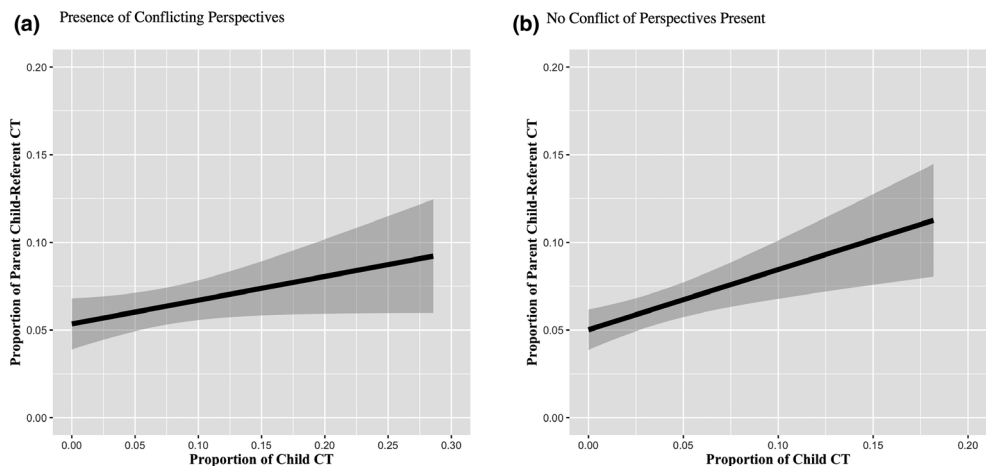 (a) Presence of Conflicting Perspectives
Proportion of Parent Child-Referent CT
0.20
0.15
0.10
0.05
0.00
0.00 0.05 0.10 0.15 0.20 0.25 0.30
Proportion of Child CT
(b) No Conflict of Perspectives Present
Proportion of Parent Child-Referent CT
0.20
0.15
0.10
0.05
0.00
0.00 0.05 0.10 0.15 0.20
Proportion of Child CT